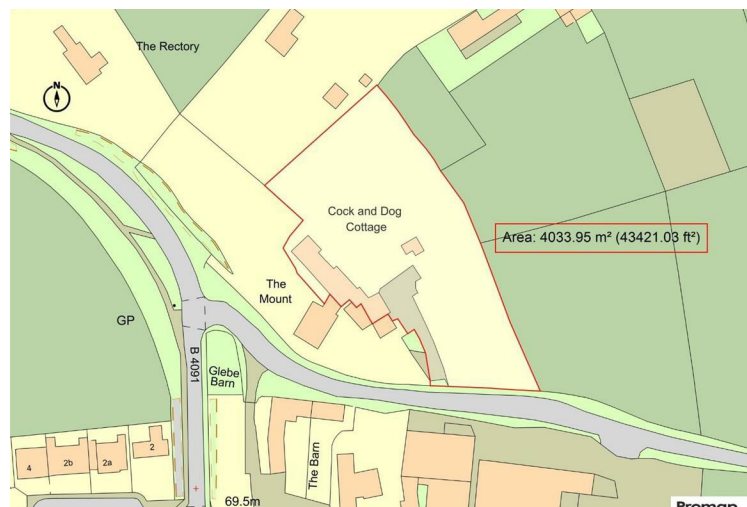 The Rectory
N
Cock and Dog
Cottage
Area: 4033.95 m² (43421.03 ft²)
The
Mount
GP
B 4091
Glebe
Barn
The Barn
4
2b
2a
2
69.5m
Promap